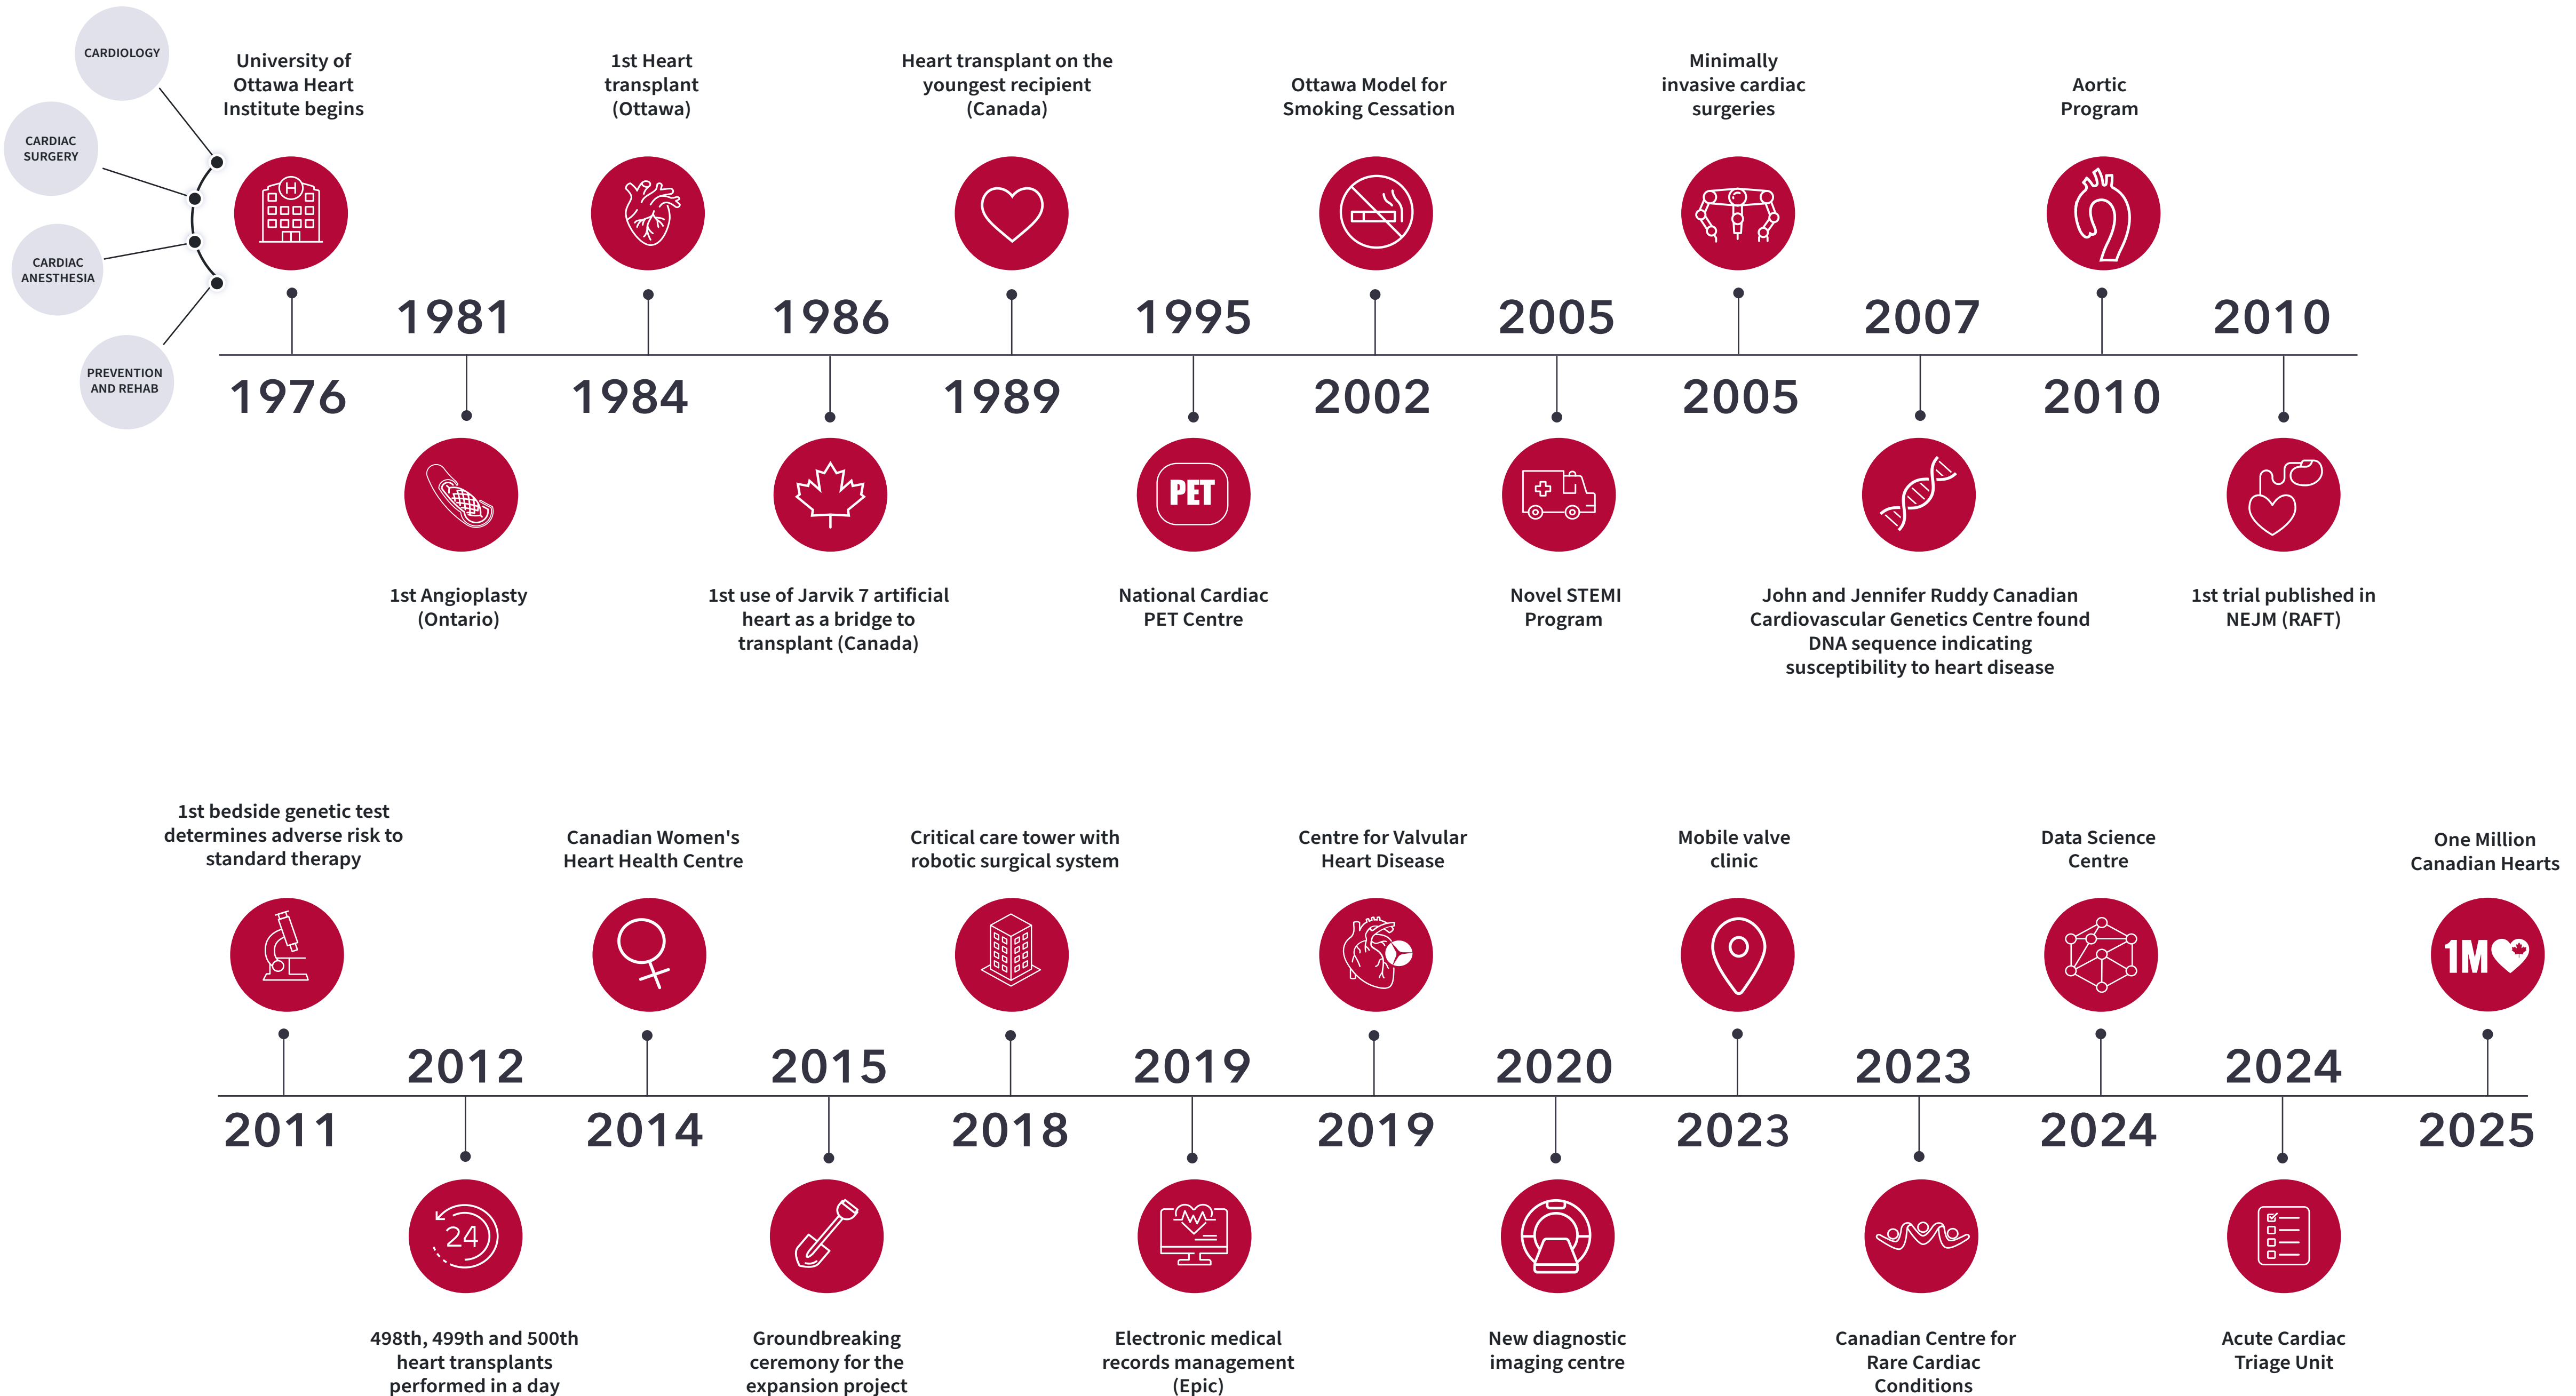 CARDIOLOGY
CARDIAC
SURGERY
CARDIAC
ANESTHESIA
PREVENTION
AND REHAB
University of
Ottawa Heart
Institute begins
H
1976
1981
1st Angioplasty
(Ontario)
1st Heart
transplant
(Ottawa)
1984
1986
1st use of Jarvik 7 artificial
heart as a bridge to
transplant (Canada)
Heart transplant on the
youngest recipient
(Canada)
1989
1995
PET
National Cardiac
PET Centre
Ottawa Model for
Smoking Cessation
2002
2005
Novel STEMI
Program
Minimally
invasive cardiac
surgeries
2005
2007
John and Jennifer Ruddy Canadian
Cardiovascular Genetics Centre found
DNA sequence indicating
susceptibility to heart disease
Aortic
Program
2010
2010
1st trial published in
NEJM (RAFT)
1st bedside genetic test
determines adverse risk to
standard therapy
2011
2012
24
498th, 499th and 500th
heart transplants
performed in a day
Canadian Women's
Heart Health Centre
2014
2015
Groundbreaking
ceremony for the
expansion project
Critical care tower with
robotic surgical system
2018
2019
Electronic medical
records management
(Epic)
Centre for Valvular
Heart Disease
2019
2020
New diagnostic
imaging centre
Mobile valve
clinic
2023
2023
Canadian Centre for
Rare Cardiac
Conditions
Data Science
Centre
2024
2024
Acute Cardiac
Triage Unit
One Million
Canadian Hearts
1M
2025